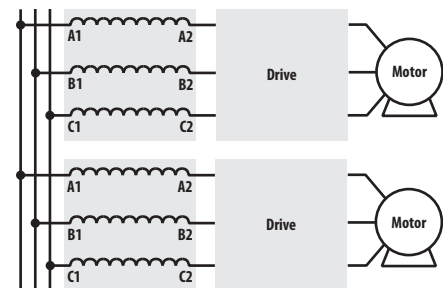 A1 A2
B1 B2
Drive
Motor
C1 C2
A1 A2
B1 B2
Drive
Motor
C1 C2